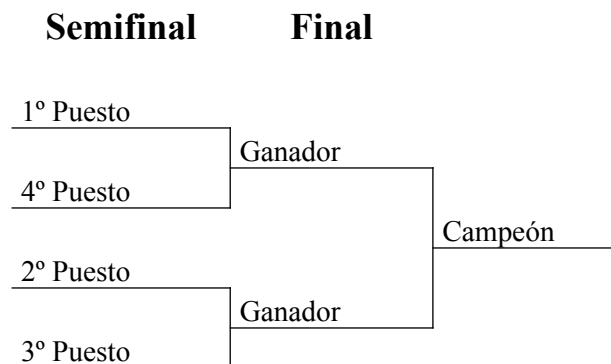 Semifinal Final
1º Puesto
Ganador
4º Puesto
Campeón
2º Puesto
Ganador
3º Puesto